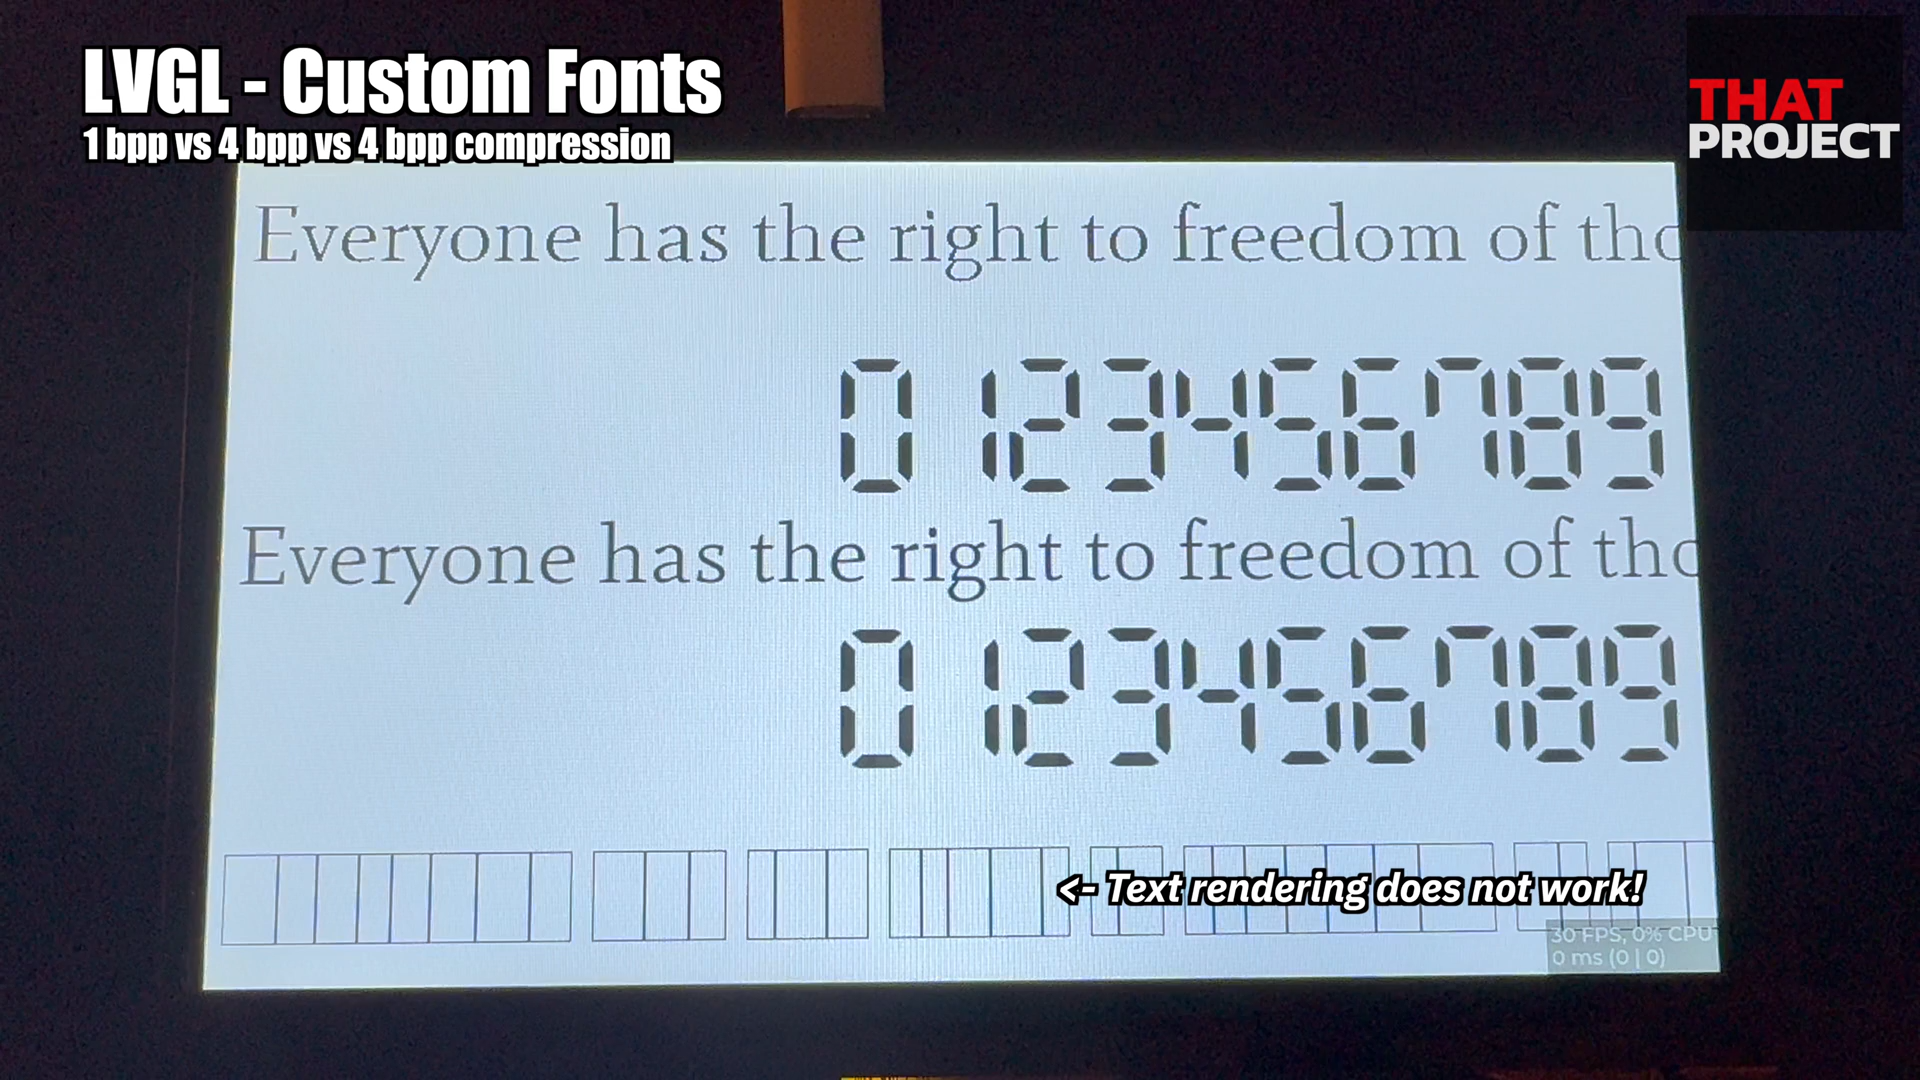 LVGL - Custom Fonts
1 bpp vs 4 bpp vs 4 bpp compression
THAT
PROJECT
Everyone has the right to freedom of tho
0 123456789
Everyone has the right to freedom of tho
0 123456789
<- Text rendering does not work!
30 FPS, 0% CPU
0 ms (0 | 0)